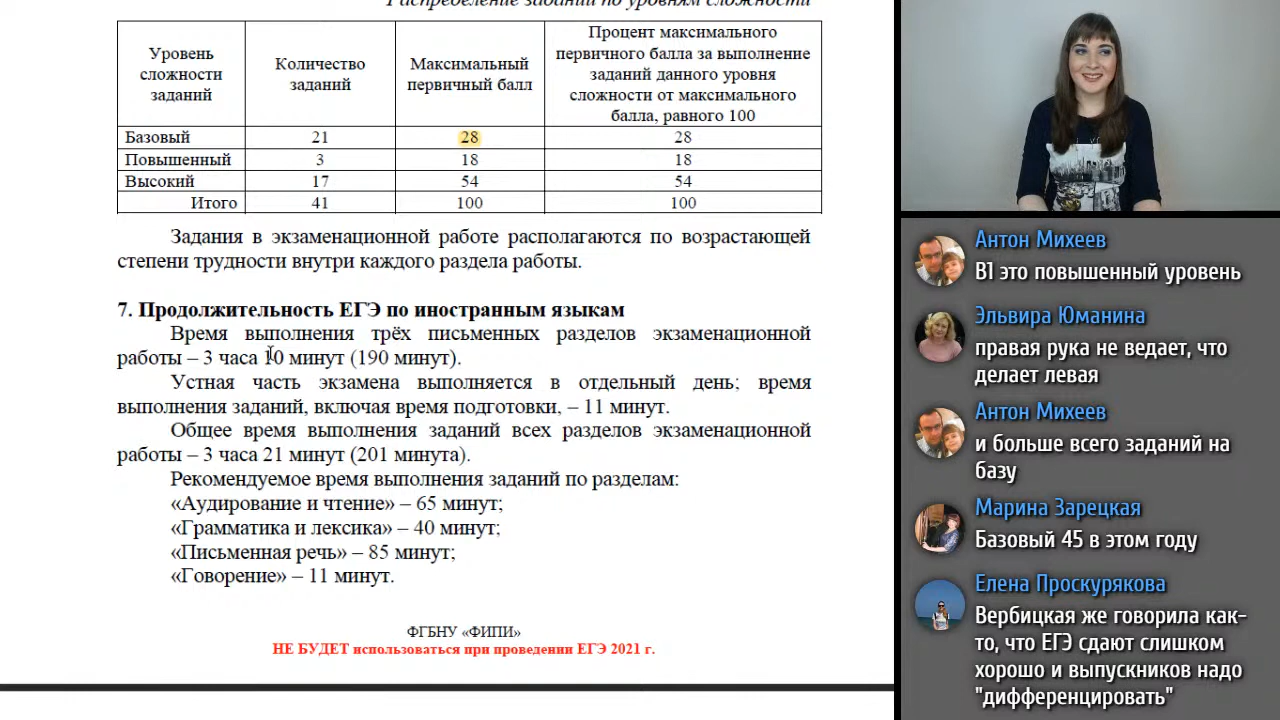 Распределение заданий по уровням сложности
Уровень сложности заданий
Количество заданий
Максимальный первичный балл
Процент максимального первичного балла за выполнение заданий данного уровня сложности от максимального балла, равного 100
Базовый 21 28 28
Повышенный 3 18 18
Высокий 17 54 54
Итого 41 100 100
Задания в экзаменационной работе располагаются по возрастающей
степени трудности внутри каждого раздела работы.
7. Продолжительность ЕГЭ по иностранным языкам
Время выполнения трёх письменных разделов экзаменационной
работы – 3 часа 10 минут (190 минут).
Устная часть экзамена выполняется в отдельный день; время
выполнения заданий, включая время подготовки, – 11 минут.
Общее время выполнения заданий всех разделов экзаменационной
работы – 3 часа 21 минут (201 минута).
Рекомендуемое время выполнения заданий по разделам:
«Аудирование и чтение» – 65 минут;
«Грамматика и лексика» – 40 минут;
«Письменная речь» – 85 минут;
«Говорение» – 11 минут.
ФГБНУ «ФИПИ»
НЕ БУДЕТ использоваться при проведении ЕГЭ 2021 г.
Антон Михеев
В1 это повышенный уровень
Эльвира Юманина
правая рука не ведает, что
делает левая
Антон Михеев
и больше всего заданий на
базу
Марина Зарецкая
Базовый 45 в этом году
Елена Проскурякова
Вербицкая же говорила как-
то, что ЕГЭ сдают слишком
хорошо и выпускников надо
"дифференцировать"